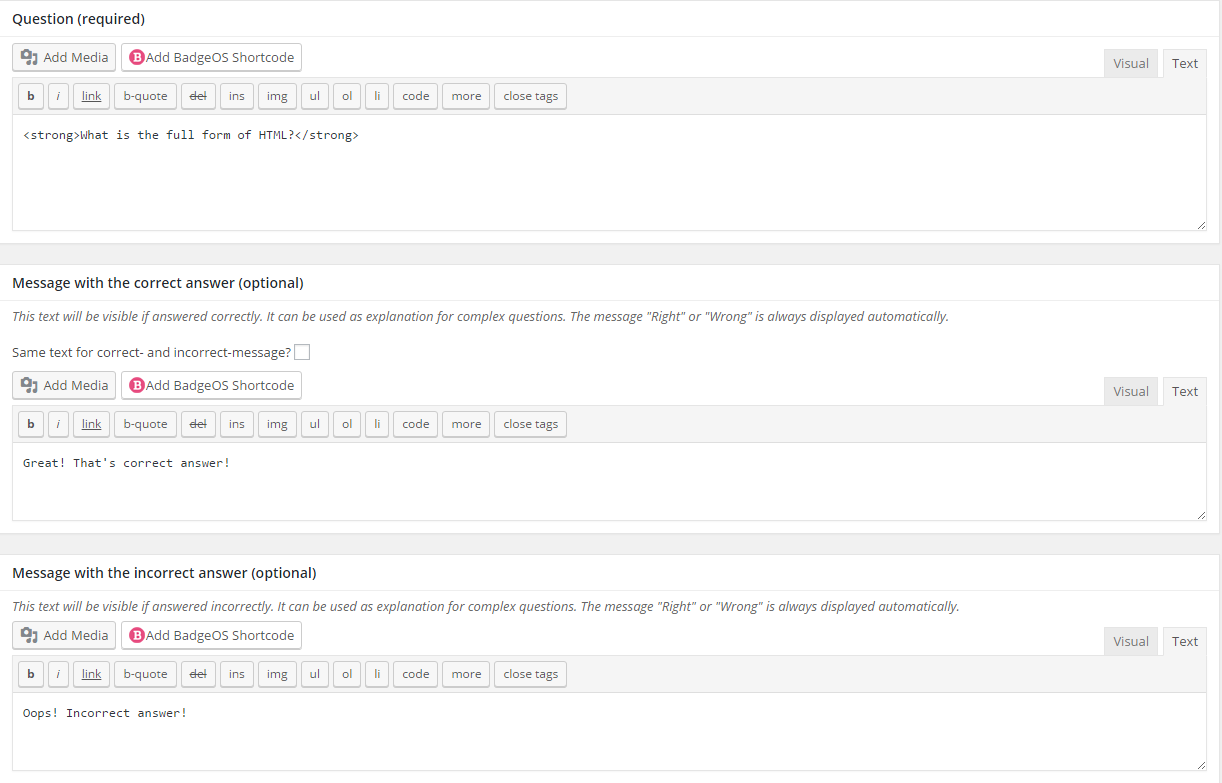 Question (required)
Add Media B Add BadgeOS Shortcode
Visual Text
b i link b-quote del ins img ul ol li code more close tags
<strong>What is the full form of HTML?</strong>
Message with the correct answer (optional)
This text will be visible if answered correctly. It can be used as explanation for complex questions. The message "Right" or "Wrong" is always displayed automatically.
Same text for correct- and incorrect-message?
Add Media B Add BadgeOS Shortcode
Visual Text
b i link b-quote del ins img ul ol li code more close tags
Great! That's correct answer!
Message with the incorrect answer (optional)
This text will be visible if answered incorrectly. It can be used as explanation for complex questions. The message "Right" or "Wrong" is always displayed automatically.
Add Media B Add BadgeOS Shortcode
Visual Text
b i link b-quote del ins img ul ol li code more close tags
Oops! Incorrect answer!